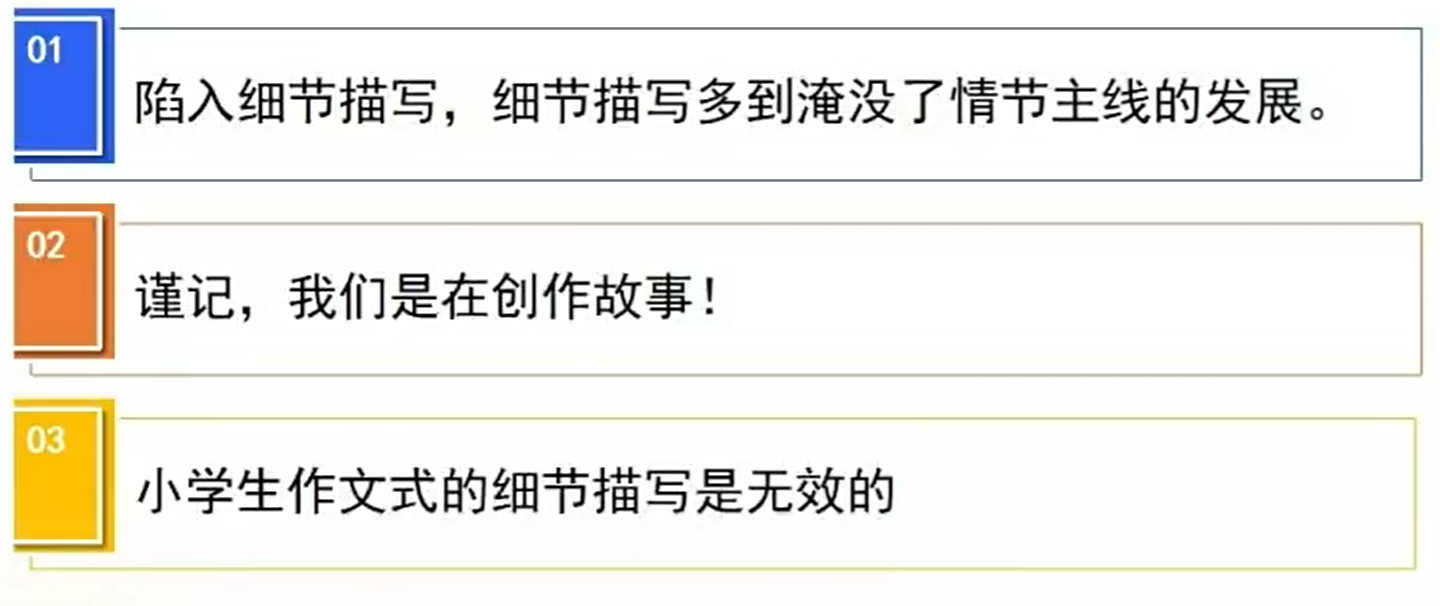 01
陷入细节描写，细节描写多到淹没了情节主线的发展。
02
谨记，我们是在创作故事！
03
小学生作文式的细节描写是无效的